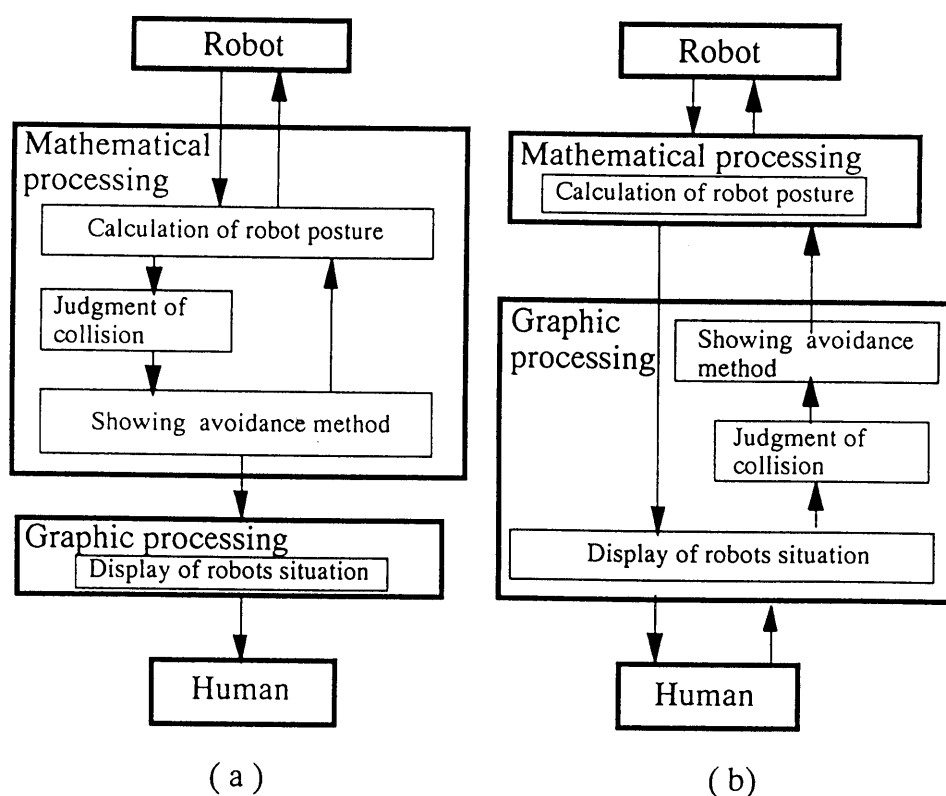 Robot
Mathematical
processing
Calculation of robot posture
Judgment of
collision
Showing avoidance method
Graphic processing
Display of robots situation
Human
( a )
Robot
Mathematical processing
Calculation of robot posture
Graphic
processing
Showing avoidance
method
Judgment of
collision
Display of robots situation
Human
( b)